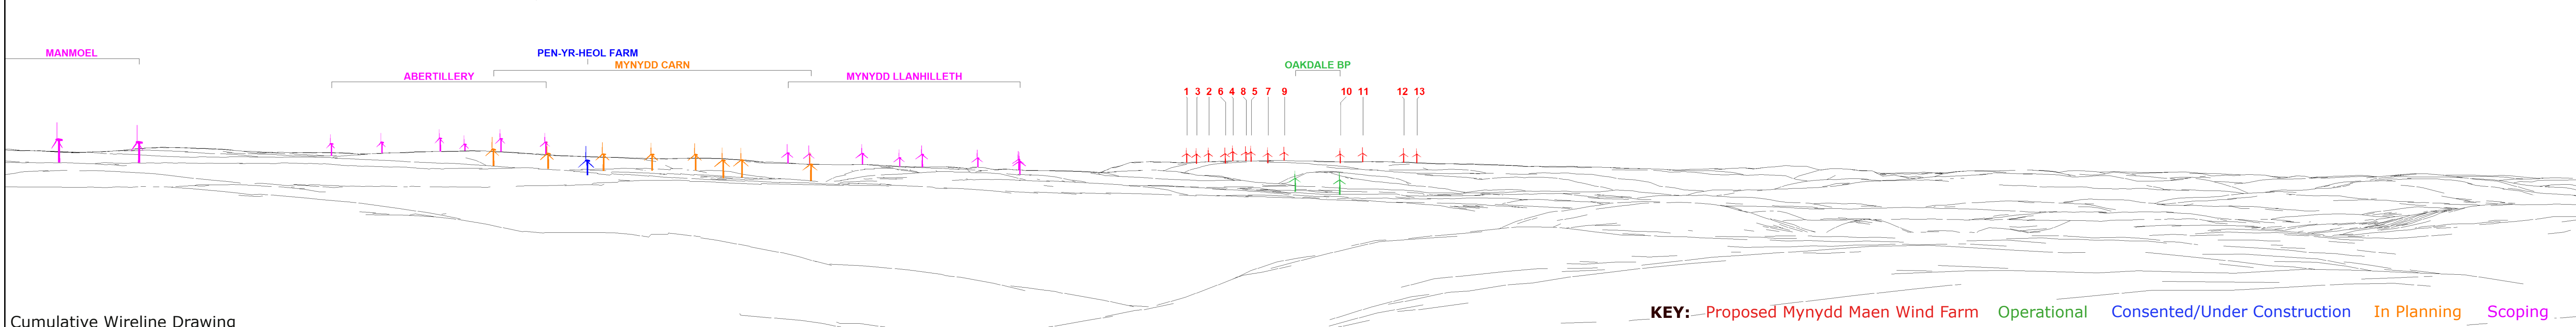 MANMOEL
PEN-YR-HEOL FARM
MYNYDD CARN
ABERTILLERY
MYNYDD LLANHILLETH
OAKDALE BP
1 3 2 6 4 8 5 7 9 10 11 12 13
Cumulative Wireline Drawing
KEY: Proposed Mynydd Maen Wind Farm Operational Consented/Under Construction In Planning Scoping